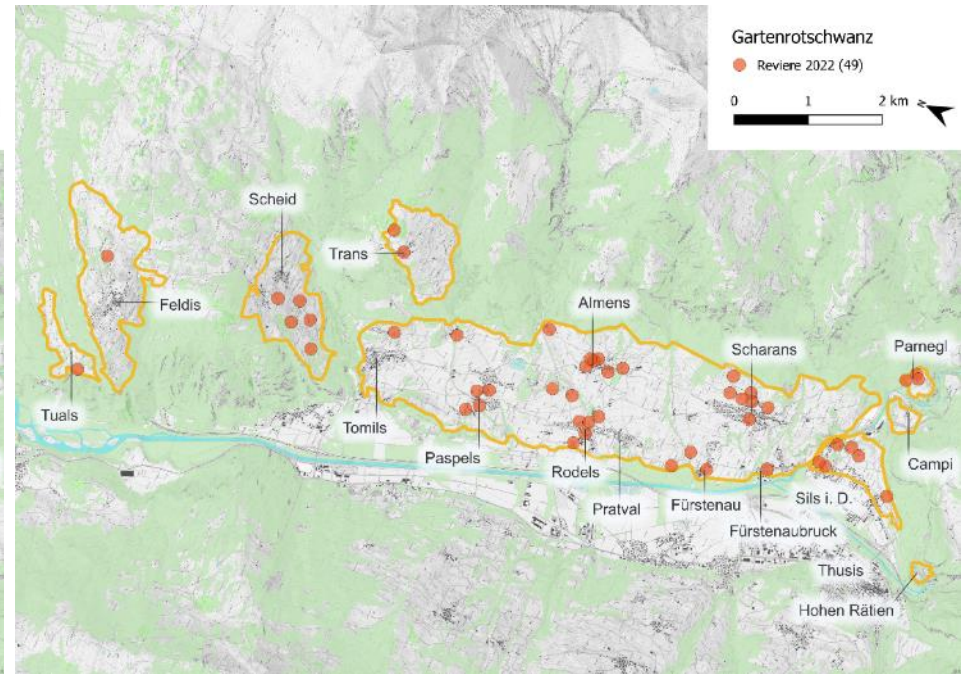 Gartenrotschwanz
Reviere 2022 (49)
0 1 2 km
N
Scheid
Trans
Feldis
Almens
Scharans
Parnegl
Tuals
Tomils
Paspels
Rodels
Pratval
Fürstenau
Fürstenaubruck
Sils i. D.
Campi
Thusis
Hohen Rätien